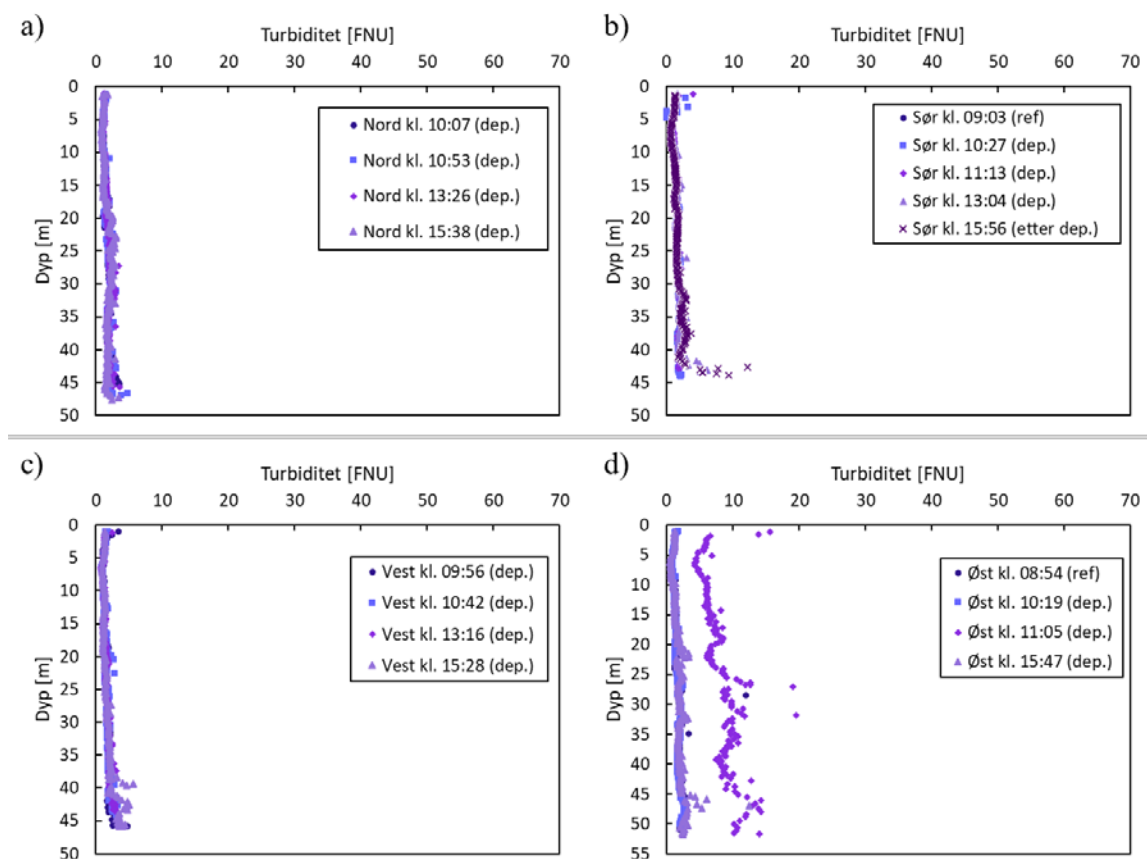 a)
Turbiditet [FNU]
0 10 20 30 40 50 60 70
Dyp [m]
0
5
10
15
20
25
30
35
40
45
50
Nord kl. 10:07 (dep.)
Nord kl. 10:53 (dep.)
Nord kl. 13:26 (dep.)
Nord kl. 15:38 (dep.)
b)
Turbiditet [FNU]
0 10 20 30 40 50 60 70
Dyp [m]
0
5
10
15
20
25
30
35
40
45
50
Sør kl. 09:03 (ref)
Sør kl. 10:27 (dep.)
Sør kl. 11:13 (dep.)
Sør kl. 13:04 (dep.)
Sør kl. 15:56 (etter dep.)
c)
Turbiditet [FNU]
0 10 20 30 40 50 60 70
Dyp [m]
0
5
10
15
20
25
30
35
40
45
50
Vest kl. 09:56 (dep.)
Vest kl. 10:42 (dep.)
Vest kl. 13:16 (dep.)
Vest kl. 15:28 (dep.)
d)
Turbiditet [FNU]
0 10 20 30 40 50 60 70
Dyp [m]
0
5
10
15
20
25
30
35
40
45
50
55
Øst kl. 08:54 (ref)
Øst kl. 10:19 (dep.)
Øst kl. 11:05 (dep.)
Øst kl. 15:47 (dep.)